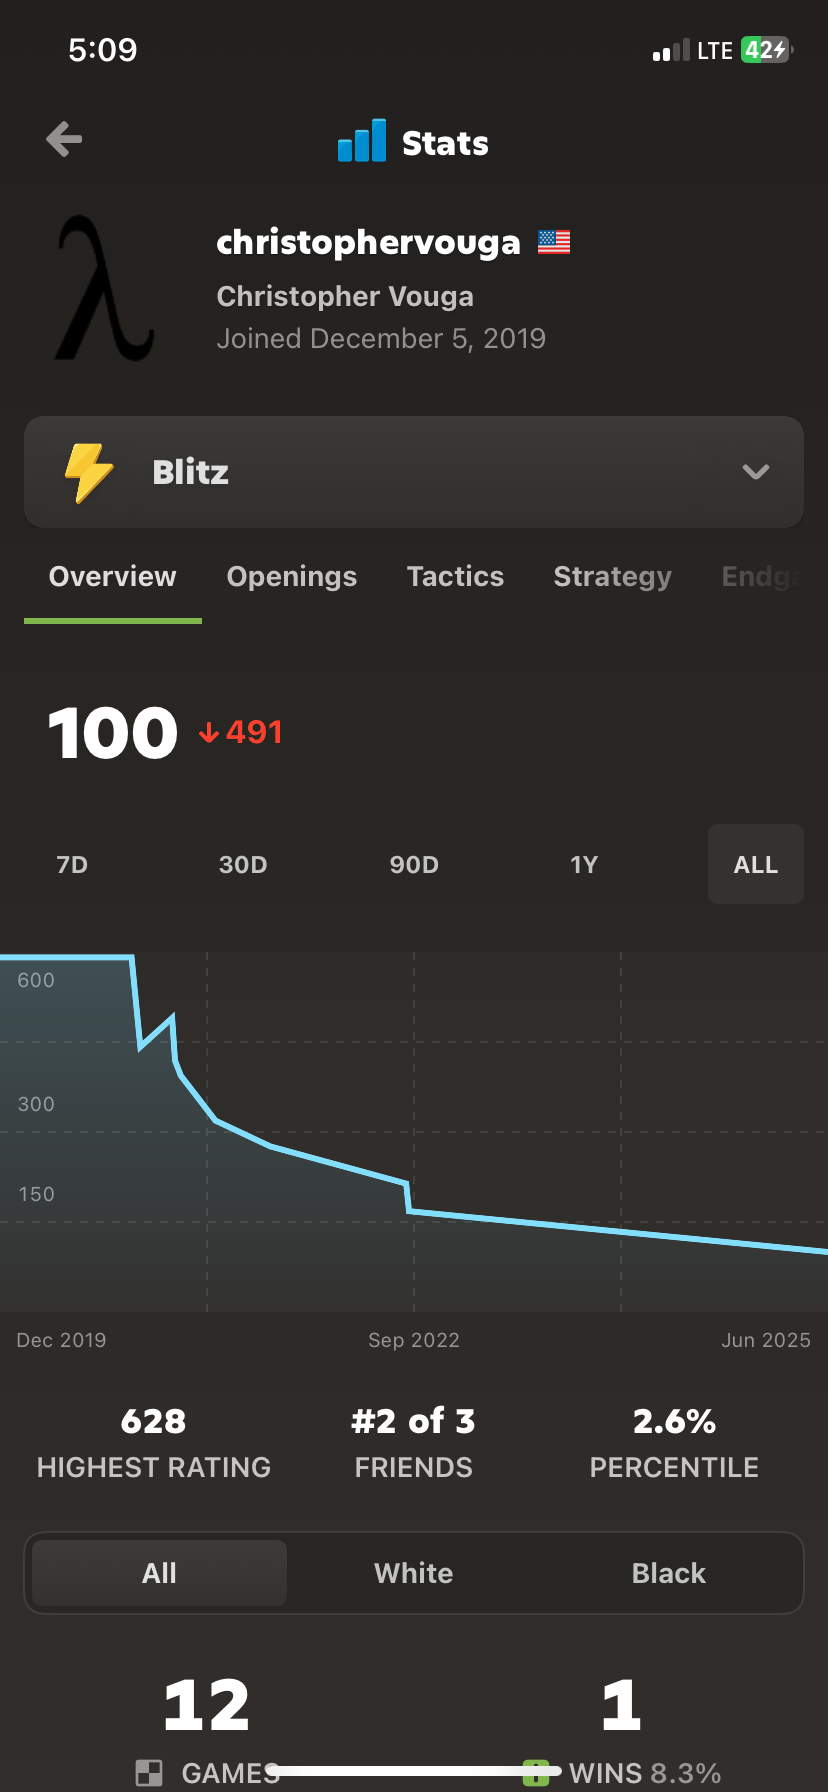 5:09 LTE 42
Stats
christophervouga
Christopher Vouga
Joined December 5, 2019
Blitz
Overview Openings Tactics Strategy Endga
100 ↓491
7D 30D 90D 1Y ALL
600
300
150
Dec 2019 Sep 2022 Jun 2025
628 #2 of 3 2.6%
HIGHEST RATING FRIENDS PERCENTILE
All White Black
12 1
GAMES WINS 8.3%